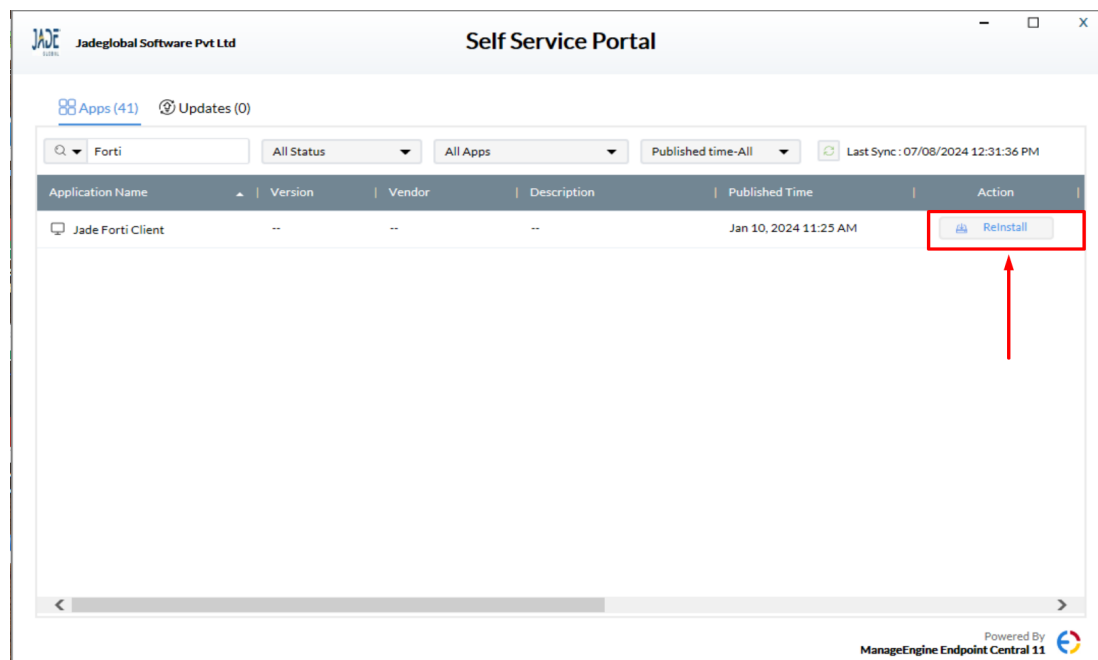 JADE
GLOBAL
Jadeglobal Software Pvt Ltd
Self Service Portal
X
Apps (41)
Updates (0)
Forti
All Status
All Apps
Published time-All
Last Sync : 07/08/2024 12:31:36 PM
Application Name | Version | Vendor | Description | Published Time | Action |
Jade Forti Client -- -- -- Jan 10, 2024 11:25 AM ReInstall
Powered By
ManageEngine Endpoint Central 11